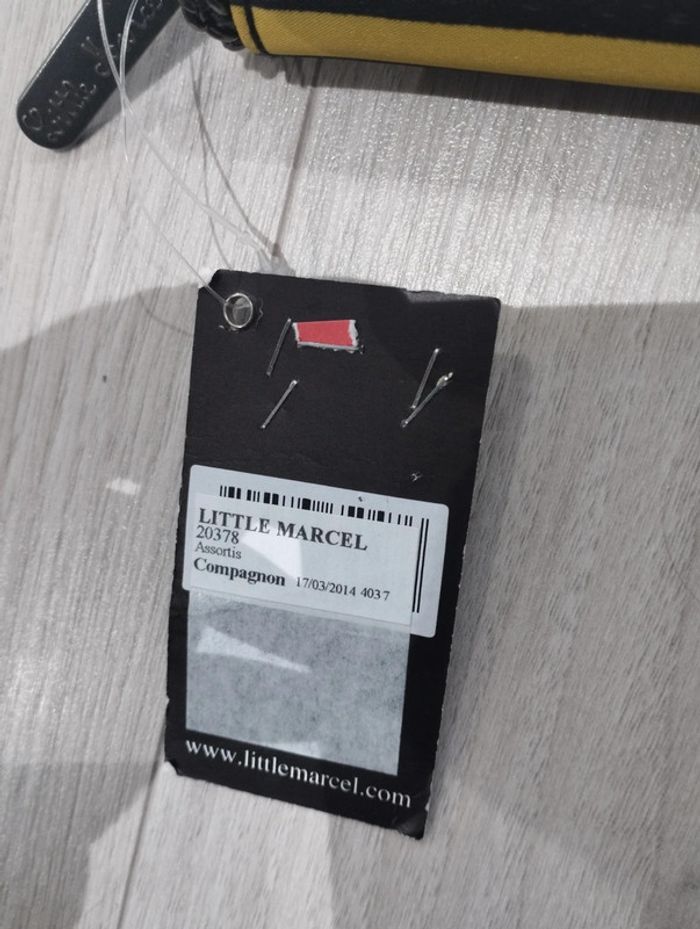 LITTLE MARCEL
20378
Assortis
Compagnon 17/03/2014 4037
www.littlemarcel.com